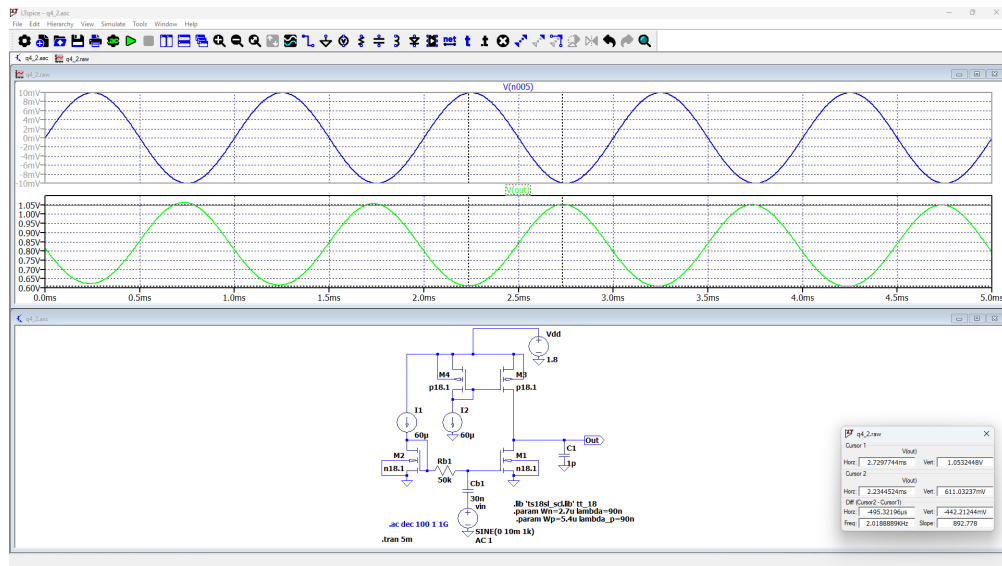 LTspice - q4_2.asc
File Edit Hierarchy View Simulate Tools Window Help
q4_2.asc q4_2.raw
q4_2.raw
V(n005)
10mV
8mV
6mV
4mV
2mV
0mV
-2mV
-4mV
-6mV
-8mV
-10mV
V(out)
1.05V
1.00V
0.95V
0.90V
0.85V
0.80V
0.75V
0.70V
0.65V
0.60V
0.0ms 0.5ms 1.0ms 1.5ms 2.0ms 2.5ms 3.0ms 3.5ms 4.0ms 4.5ms 5.0ms
q4_2.asc
Vdd
1.8
M4 M3
p18.1 p18.1
I1 I2
60µ 60µ
Out
M2 Rb1 M1 C1
n18.1 50k n18.1 1p
Cb1
30n
vin
.lib 'ts18sl_scl.lib' tt_18
.param Wn=2.7u lambda=90n
.param Wp=5.4u lambda_p=90n
.ac dec 100 1 1G
SINE(0 10m 1k)
.tran 5m
AC 1
q4_2.raw
Cursor 1
V(out)
Horz: 2.7297744ms Vert: 1.0532448V
Cursor 2
V(out)
Horz: 2.2344524ms Vert: 611.03237mV
Diff (Cursor2 - Cursor1)
Horz: -495.32196µs Vert: -442.21244mV
Freq: 2.0188889KHz Slope: 892.778